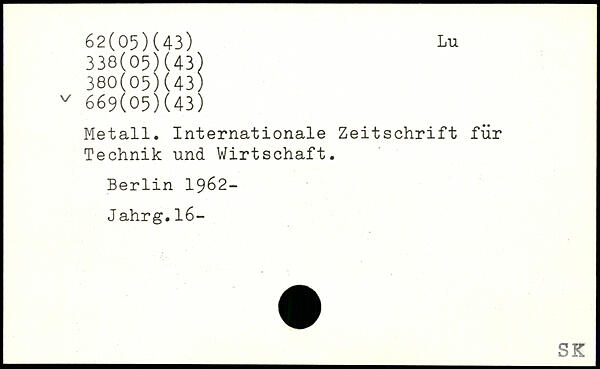 62(05)(43) Lu
338(05)(43)
380(05)(43)
✓ 669(05)(43)
Metall. Internationale Zeitschrift für
Technik und Wirtschaft.
Berlin 1962-
Jahrg.16-
SK